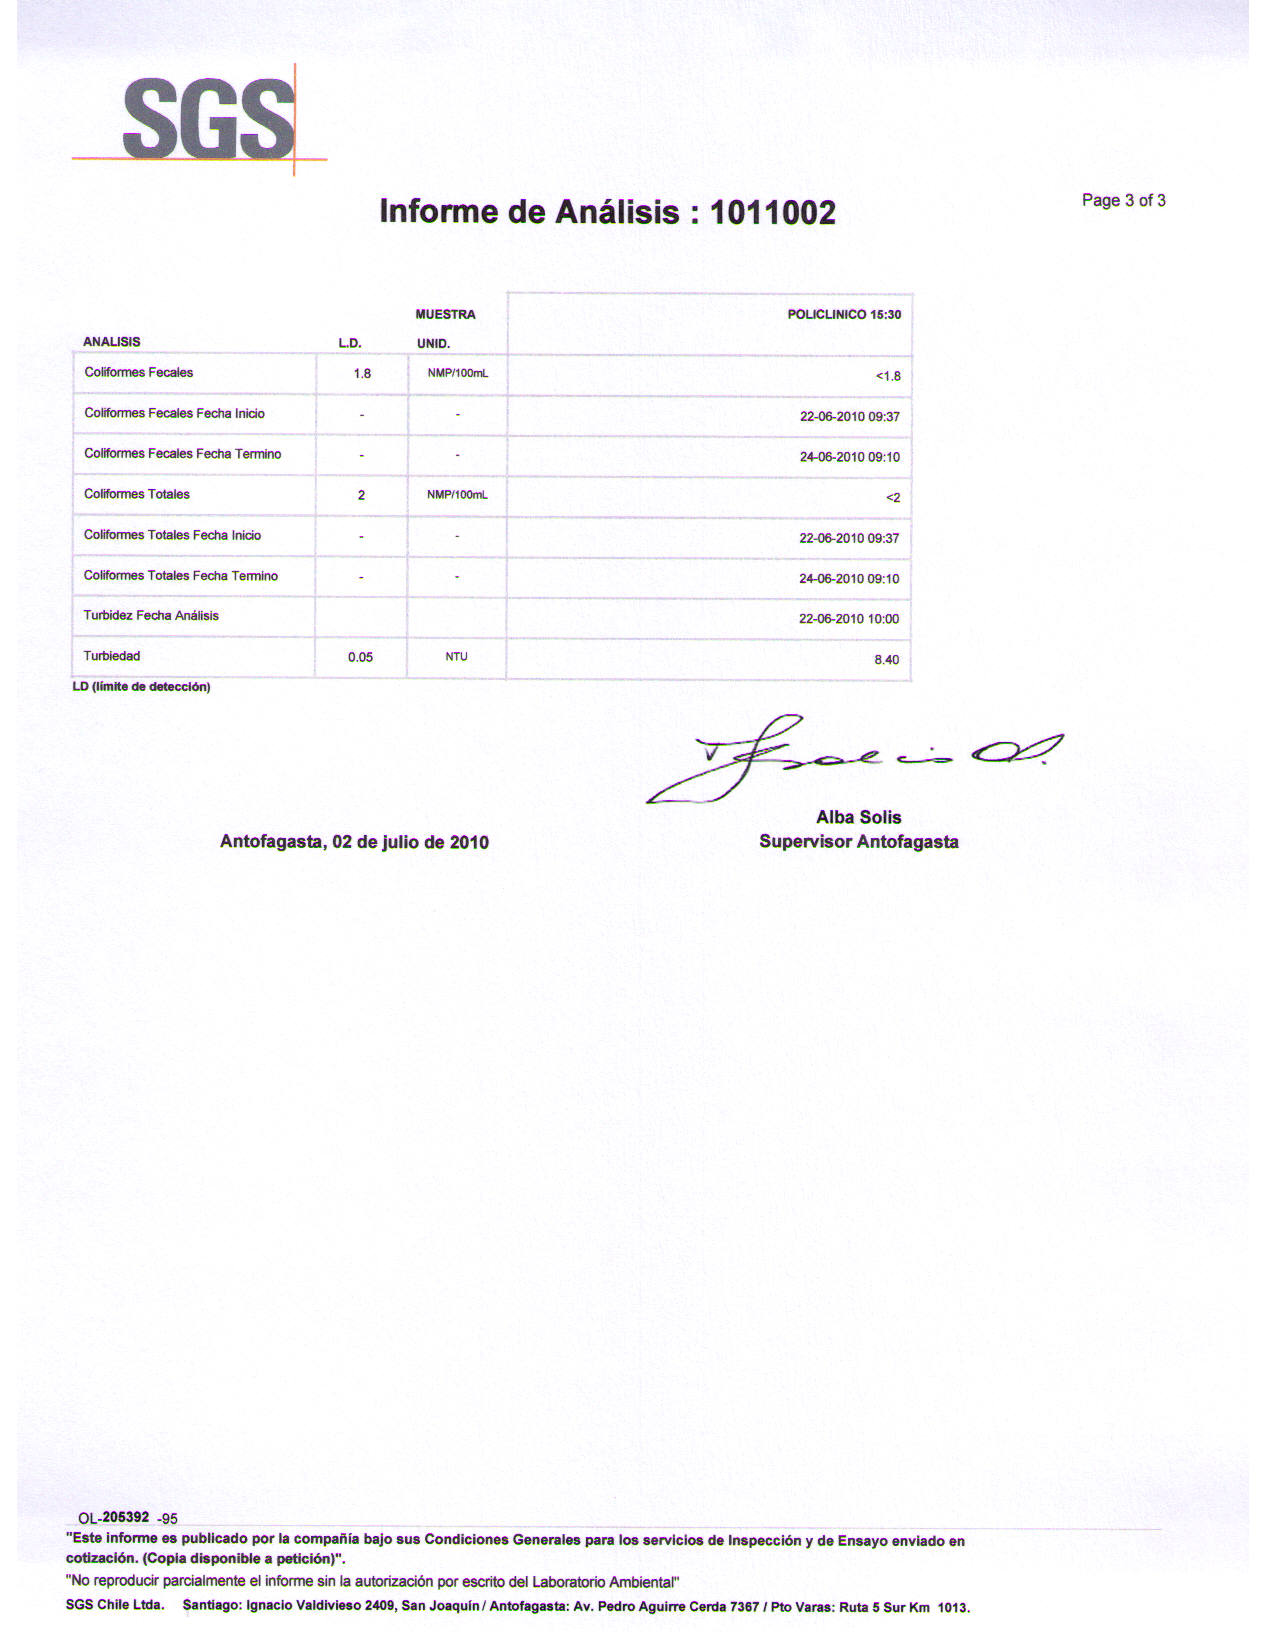 SGS
Informe de Análisis : 1011002
Page 3 of 3
MUESTRA POLICLINICO 15:30
ANALISIS L.D. UNID.
Coliformes Fecales 1.8 NMP/100mL <1.8
Coliformes Fecales Fecha Inicio - - 22-06-2010 09:37
Coliformes Fecales Fecha Termino - - 24-06-2010 09:10
Coliformes Totales 2 NMP/100mL <2
Coliformes Totales Fecha Inicio - - 22-06-2010 09:37
Coliformes Totales Fecha Termino - - 24-06-2010 09:10
Turbidez Fecha Análisis 22-06-2010 10:00
Turbiedad 0.05 NTU 8.40
LD (límite de detección)
Alba Solis
Antofagasta, 02 de julio de 2010 Supervisor Antofagasta
OL-205392 -95
"Este informe es publicado por la compañía bajo sus Condiciones Generales para los servicios de Inspección y de Ensayo enviado en
cotización. (Copia disponible a petición)".
"No reproducir parcialmente el informe sin la autorización por escrito del Laboratorio Ambiental"
SGS Chile Ltda. Santiago: Ignacio Valdivieso 2409, San Joaquín / Antofagasta: Av. Pedro Aguirre Cerda 7367 / Pto Varas: Ruta 5 Sur Km 1013.